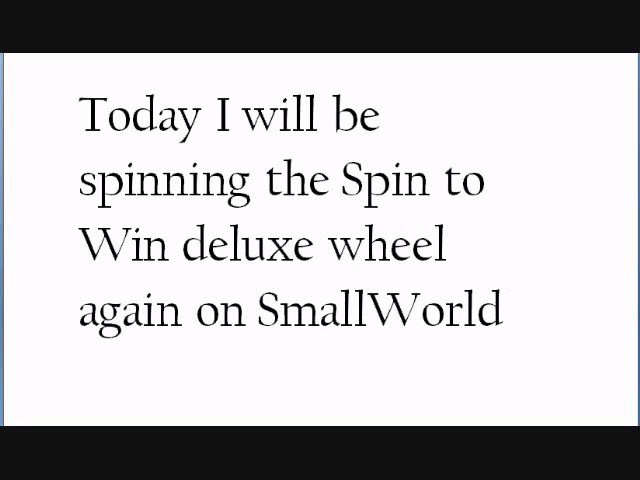 Today I will be
spinning the Spin to
Win deluxe wheel
again on SmallWorld